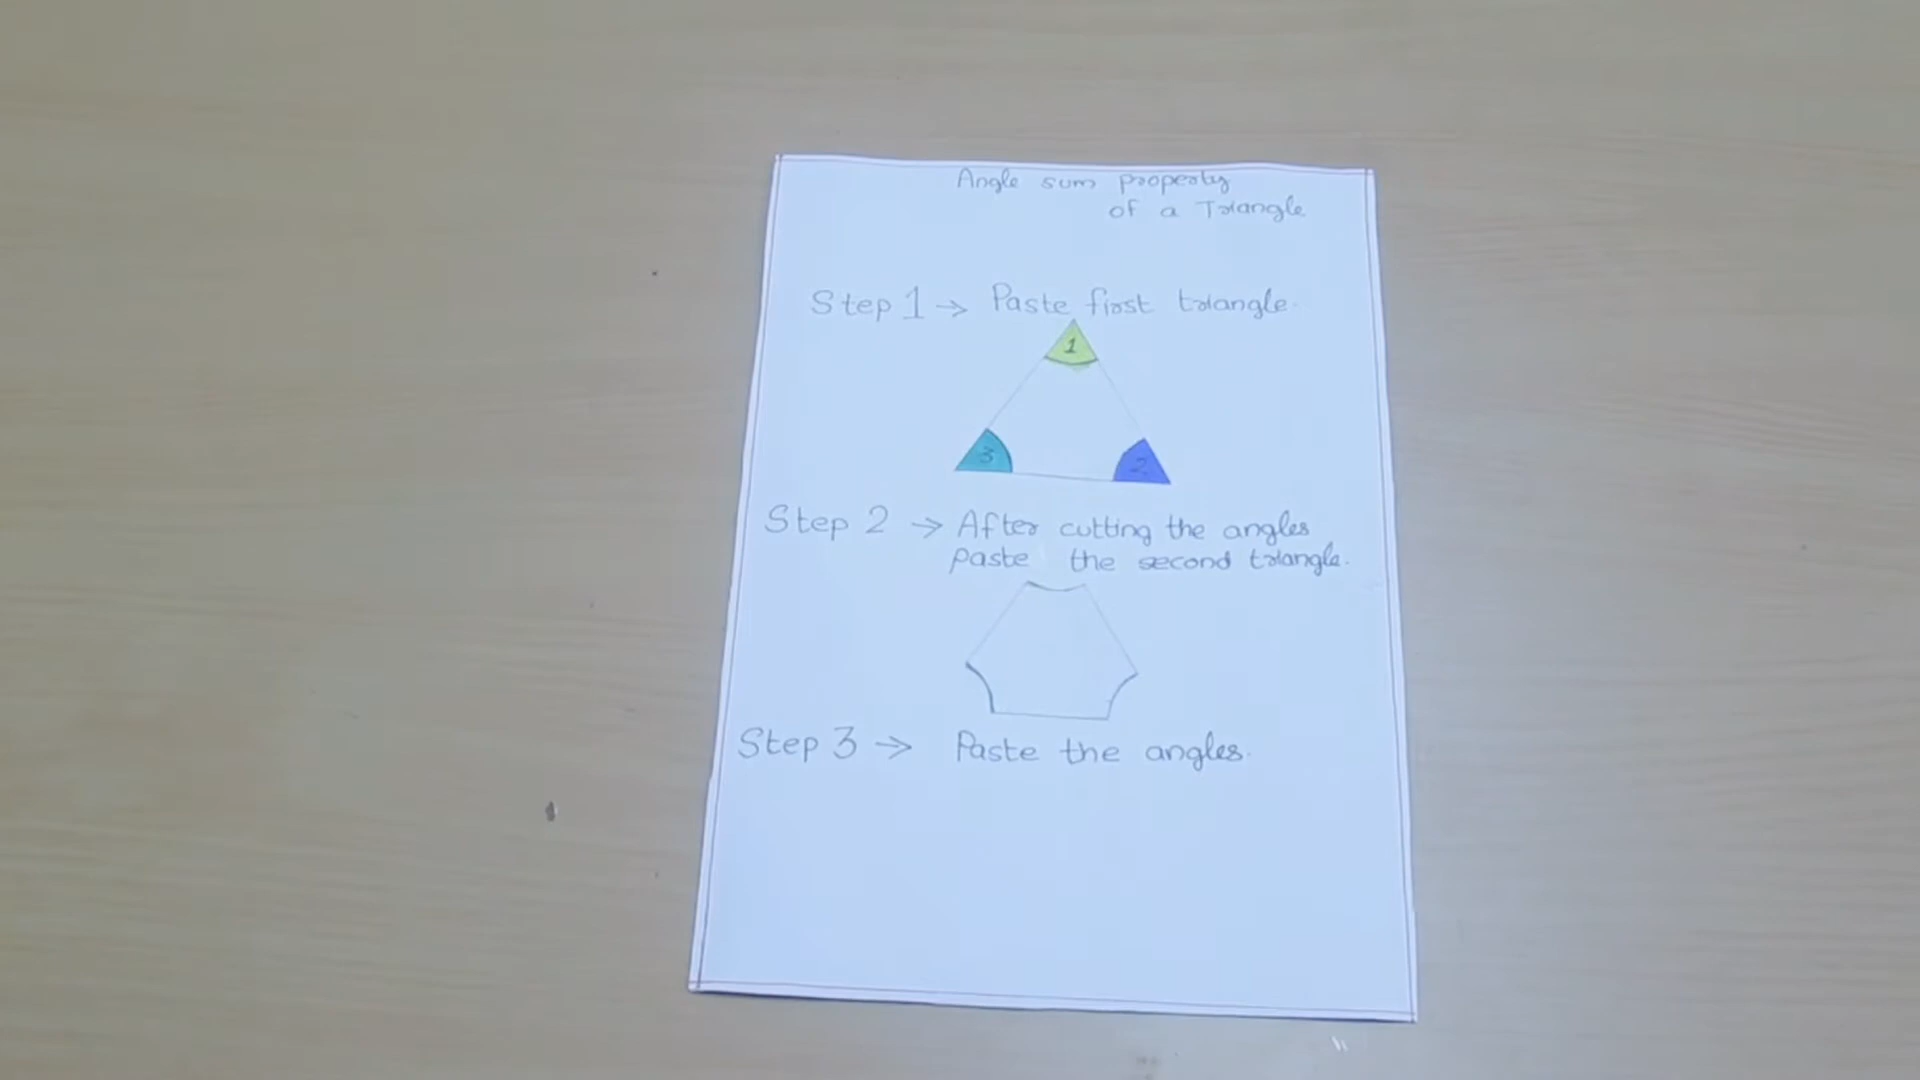 Angle sum property
of a Triangle
Step 1 → Paste first triangle.
1
3
2
Step 2 → After cutting the angles
paste the second triangle.
Step 3 → Paste the angles.